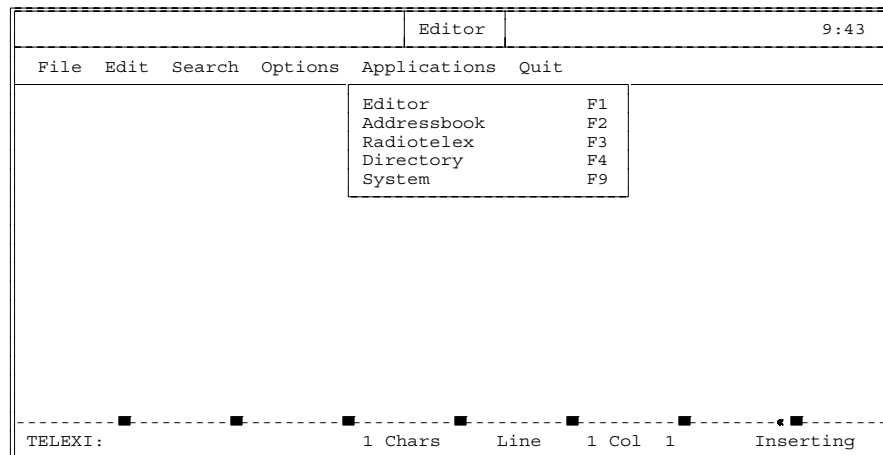 Editor 9:43
File Edit Search Options Applications Quit
Editor F1
Addressbook F2
Radiotelex F3
Directory F4
System F9
TELEXI: 1 Chars Line 1 Col 1 Inserting